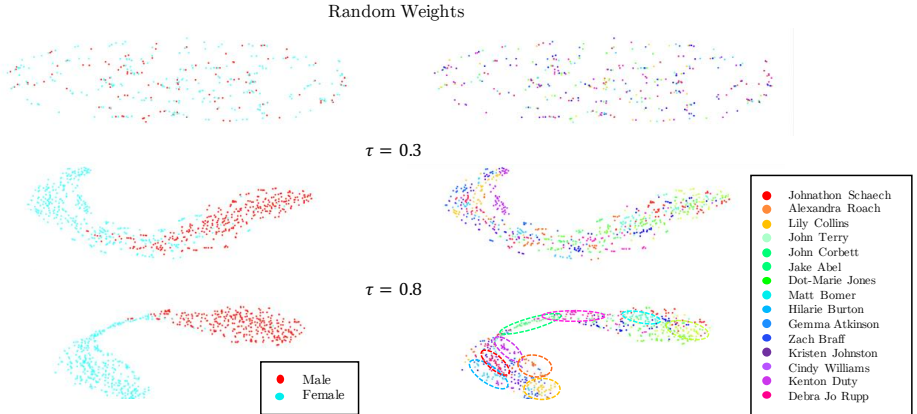 Random Weights
τ = 0.3
τ = 0.8
Male
Female
Johnathon Schaech
Alexandra Roach
Lily Collins
John Terry
John Corbett
Jake Abel
Dot-Marie Jones
Matt Bomer
Hilarie Burton
Gemma Atkinson
Zach Braff
Kristen Johnston
Cindy Williams
Kenton Duty
Debra Jo Rupp